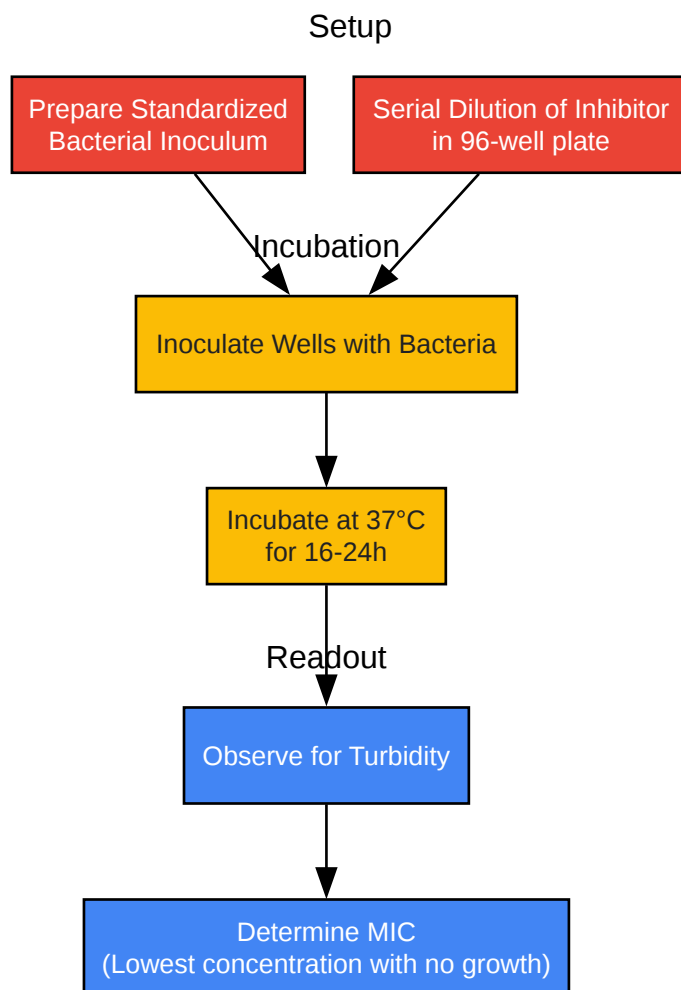 Setup
Prepare Standardized
Bacterial Inoculum
Serial Dilution of Inhibitor
in 96-well plate
Incubation
Inoculate Wells with Bacteria
Incubate at 37°C
for 16-24h
Readout
Observe for Turbidity
Determine MIC
(Lowest concentration with no growth)